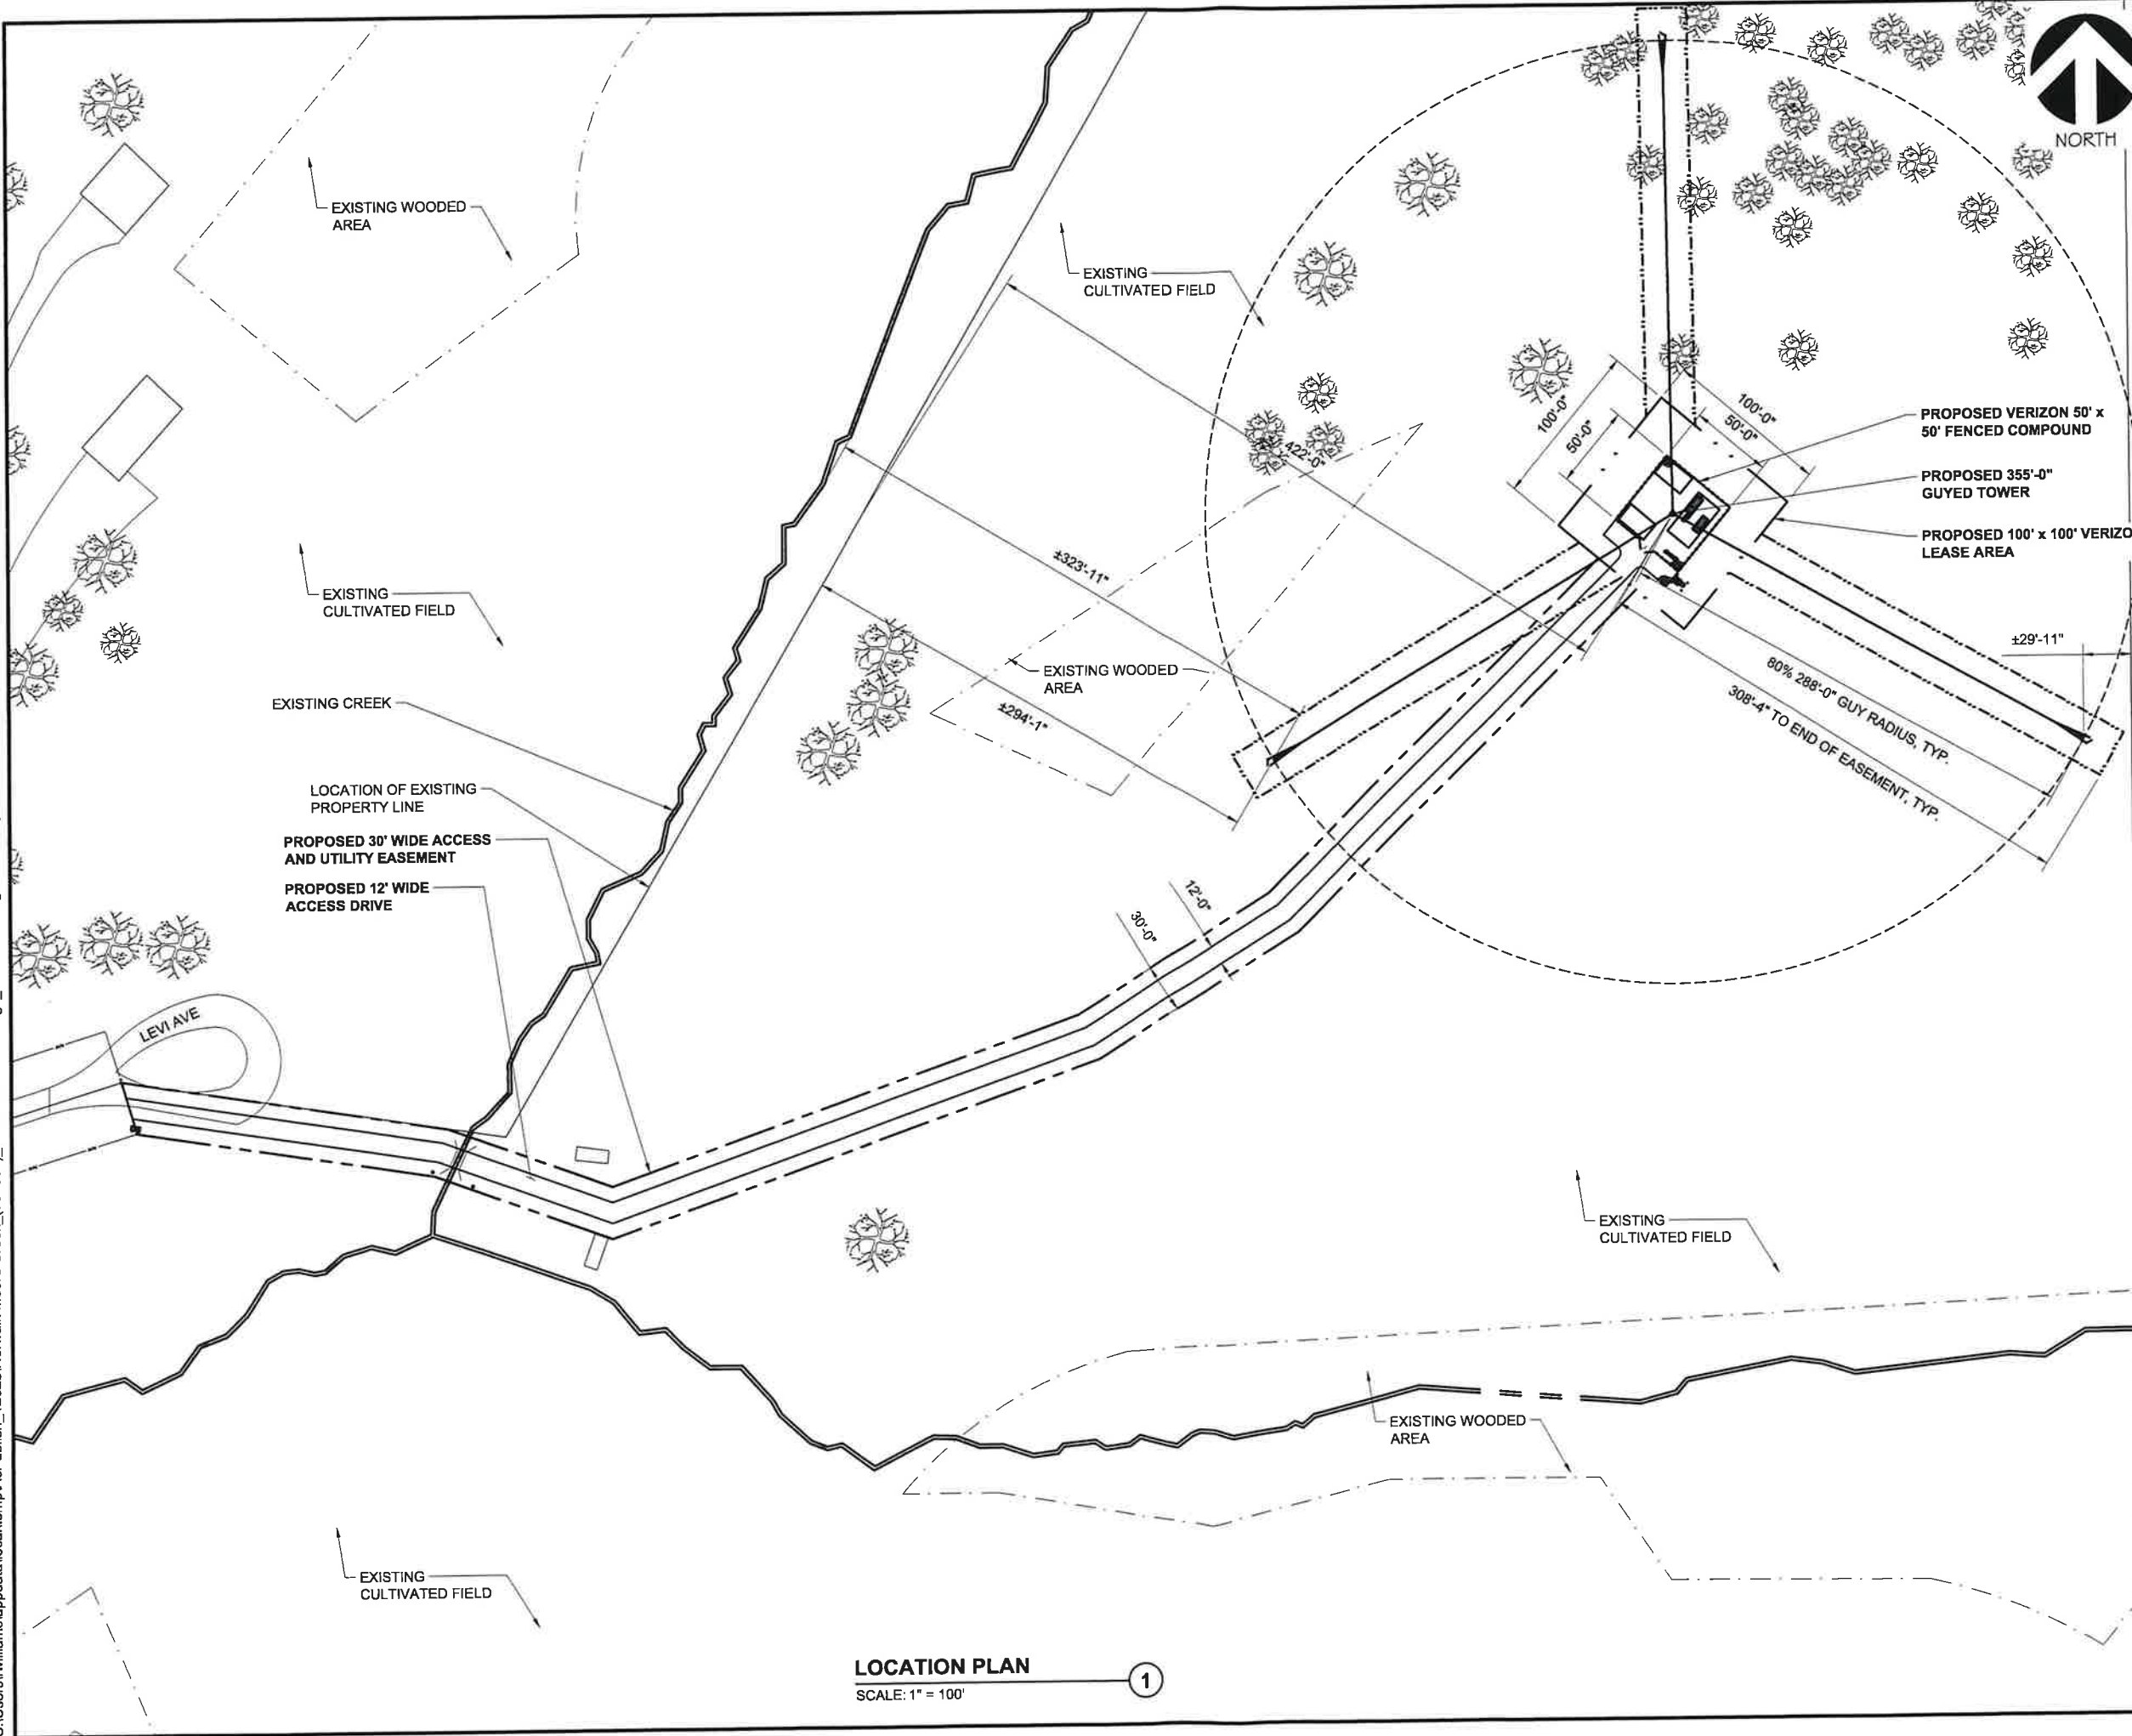 NORTH
EXISTING WOODED
AREA
EXISTING
CULTIVATED FIELD
100'-0"
50'-0"
100'-0"
50'-0"
PROPOSED VERIZON 50' x
50' FENCED COMPOUND
422'-0"
PROPOSED 355'-0"
GUYED TOWER
PROPOSED 100' x 100' VERIZO
LEASE AREA
±323'-11"
EXISTING
CULTIVATED FIELD
±29'-11"
EXISTING WOODED
AREA
80% 288'-0" GUY RADIUS, TYP.
308'-4" TO END OF EASEMENT, TYP.
EXISTING CREEK
±294'-1"
LOCATION OF EXISTING
PROPERTY LINE
PROPOSED 30' WIDE ACCESS
AND UTILITY EASEMENT
PROPOSED 12' WIDE
ACCESS DRIVE
12'-0"
30'-0"
LEVI AVE
EXISTING
CULTIVATED FIELD
EXISTING WOODED
AREA
EXISTING
CULTIVATED FIELD
LOCATION PLAN
1
SCALE: 1" = 100'